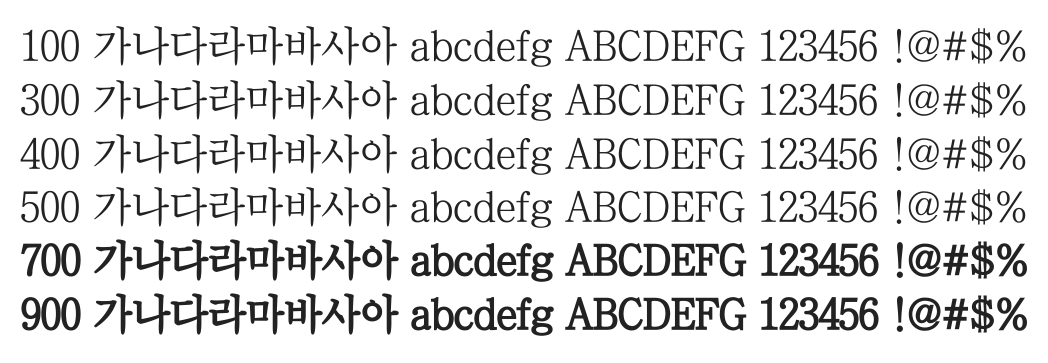 100 가나다라마바사아 abcdefg ABCDEFG 123456 !@#$%
300 가나다라마바사아 abcdefg ABCDEFG 123456 !@#$%
400 가나다라마바사아 abcdefg ABCDEFG 123456 !@#$%
500 가나다라마바사아 abcdefg ABCDEFG 123456 !@#$%
700 가나다라마바사아 abcdefg ABCDEFG 123456 !@#$%
900 가나다라마바사아 abcdefg ABCDEFG 123456 !@#$%